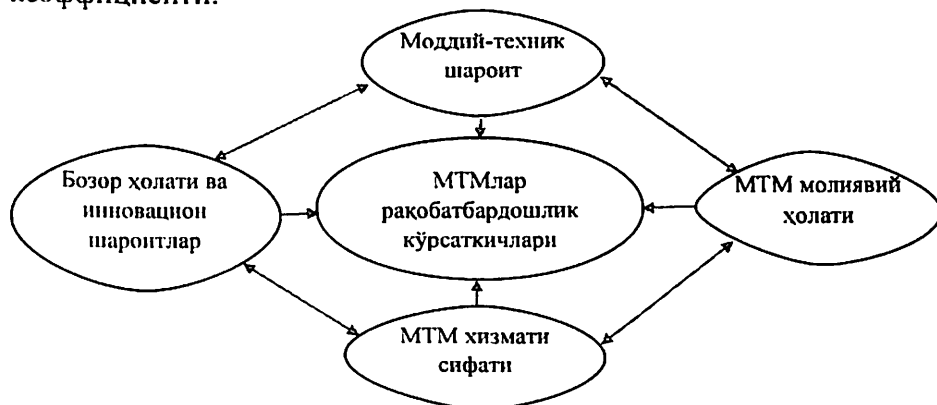 коэффициенти.
Моддий-техник
шароит
Бозор ҳолати ва
инновацион
шароитлар
МТМлар
рақобатбардошлик
кўрсаткичлари
МТМ молиявий
ҳолати
МТМ хизмати
сифати